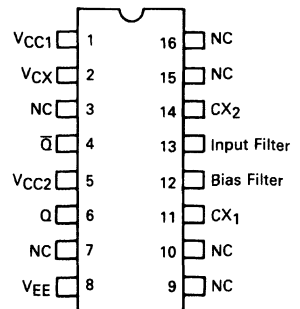 VCC1 1 16 NC
VCX 2 15 NC
NC 3 14 CX2
Q̅ 4 13 Input Filter
VCC2 5 12 Bias Filter
Q 6 11 CX1
NC 7 10 NC
VEE 8 9 NC